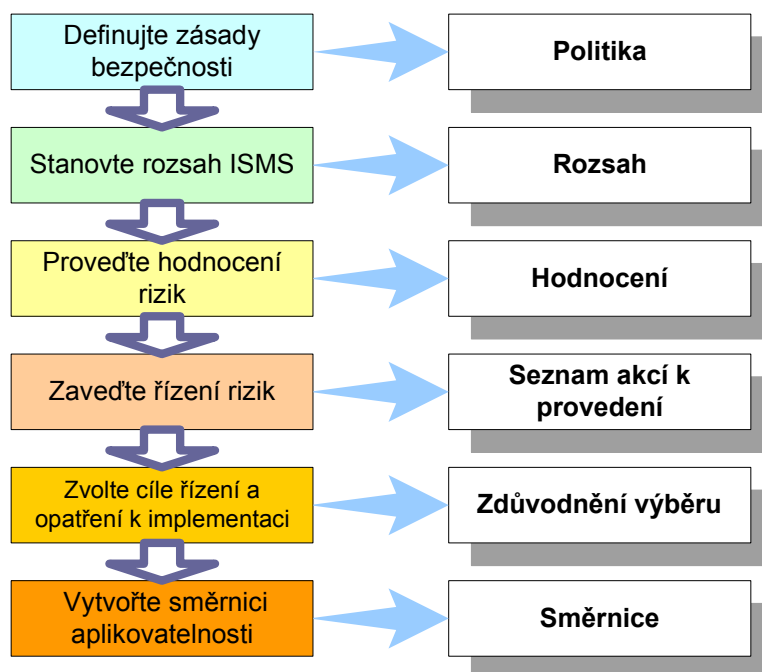 Definujte zásady
bezpečnosti
Politika
Stanovte rozsah ISMS
Rozsah
Proveďte hodnocení
rizik
Hodnocení
Zaveďte řízení rizik
Seznam akcí k
provedení
Zvolte cíle řízení a
opatření k implementaci
Zdůvodnění výběru
Vytvořte směrnici
aplikovatelnosti
Směrnice